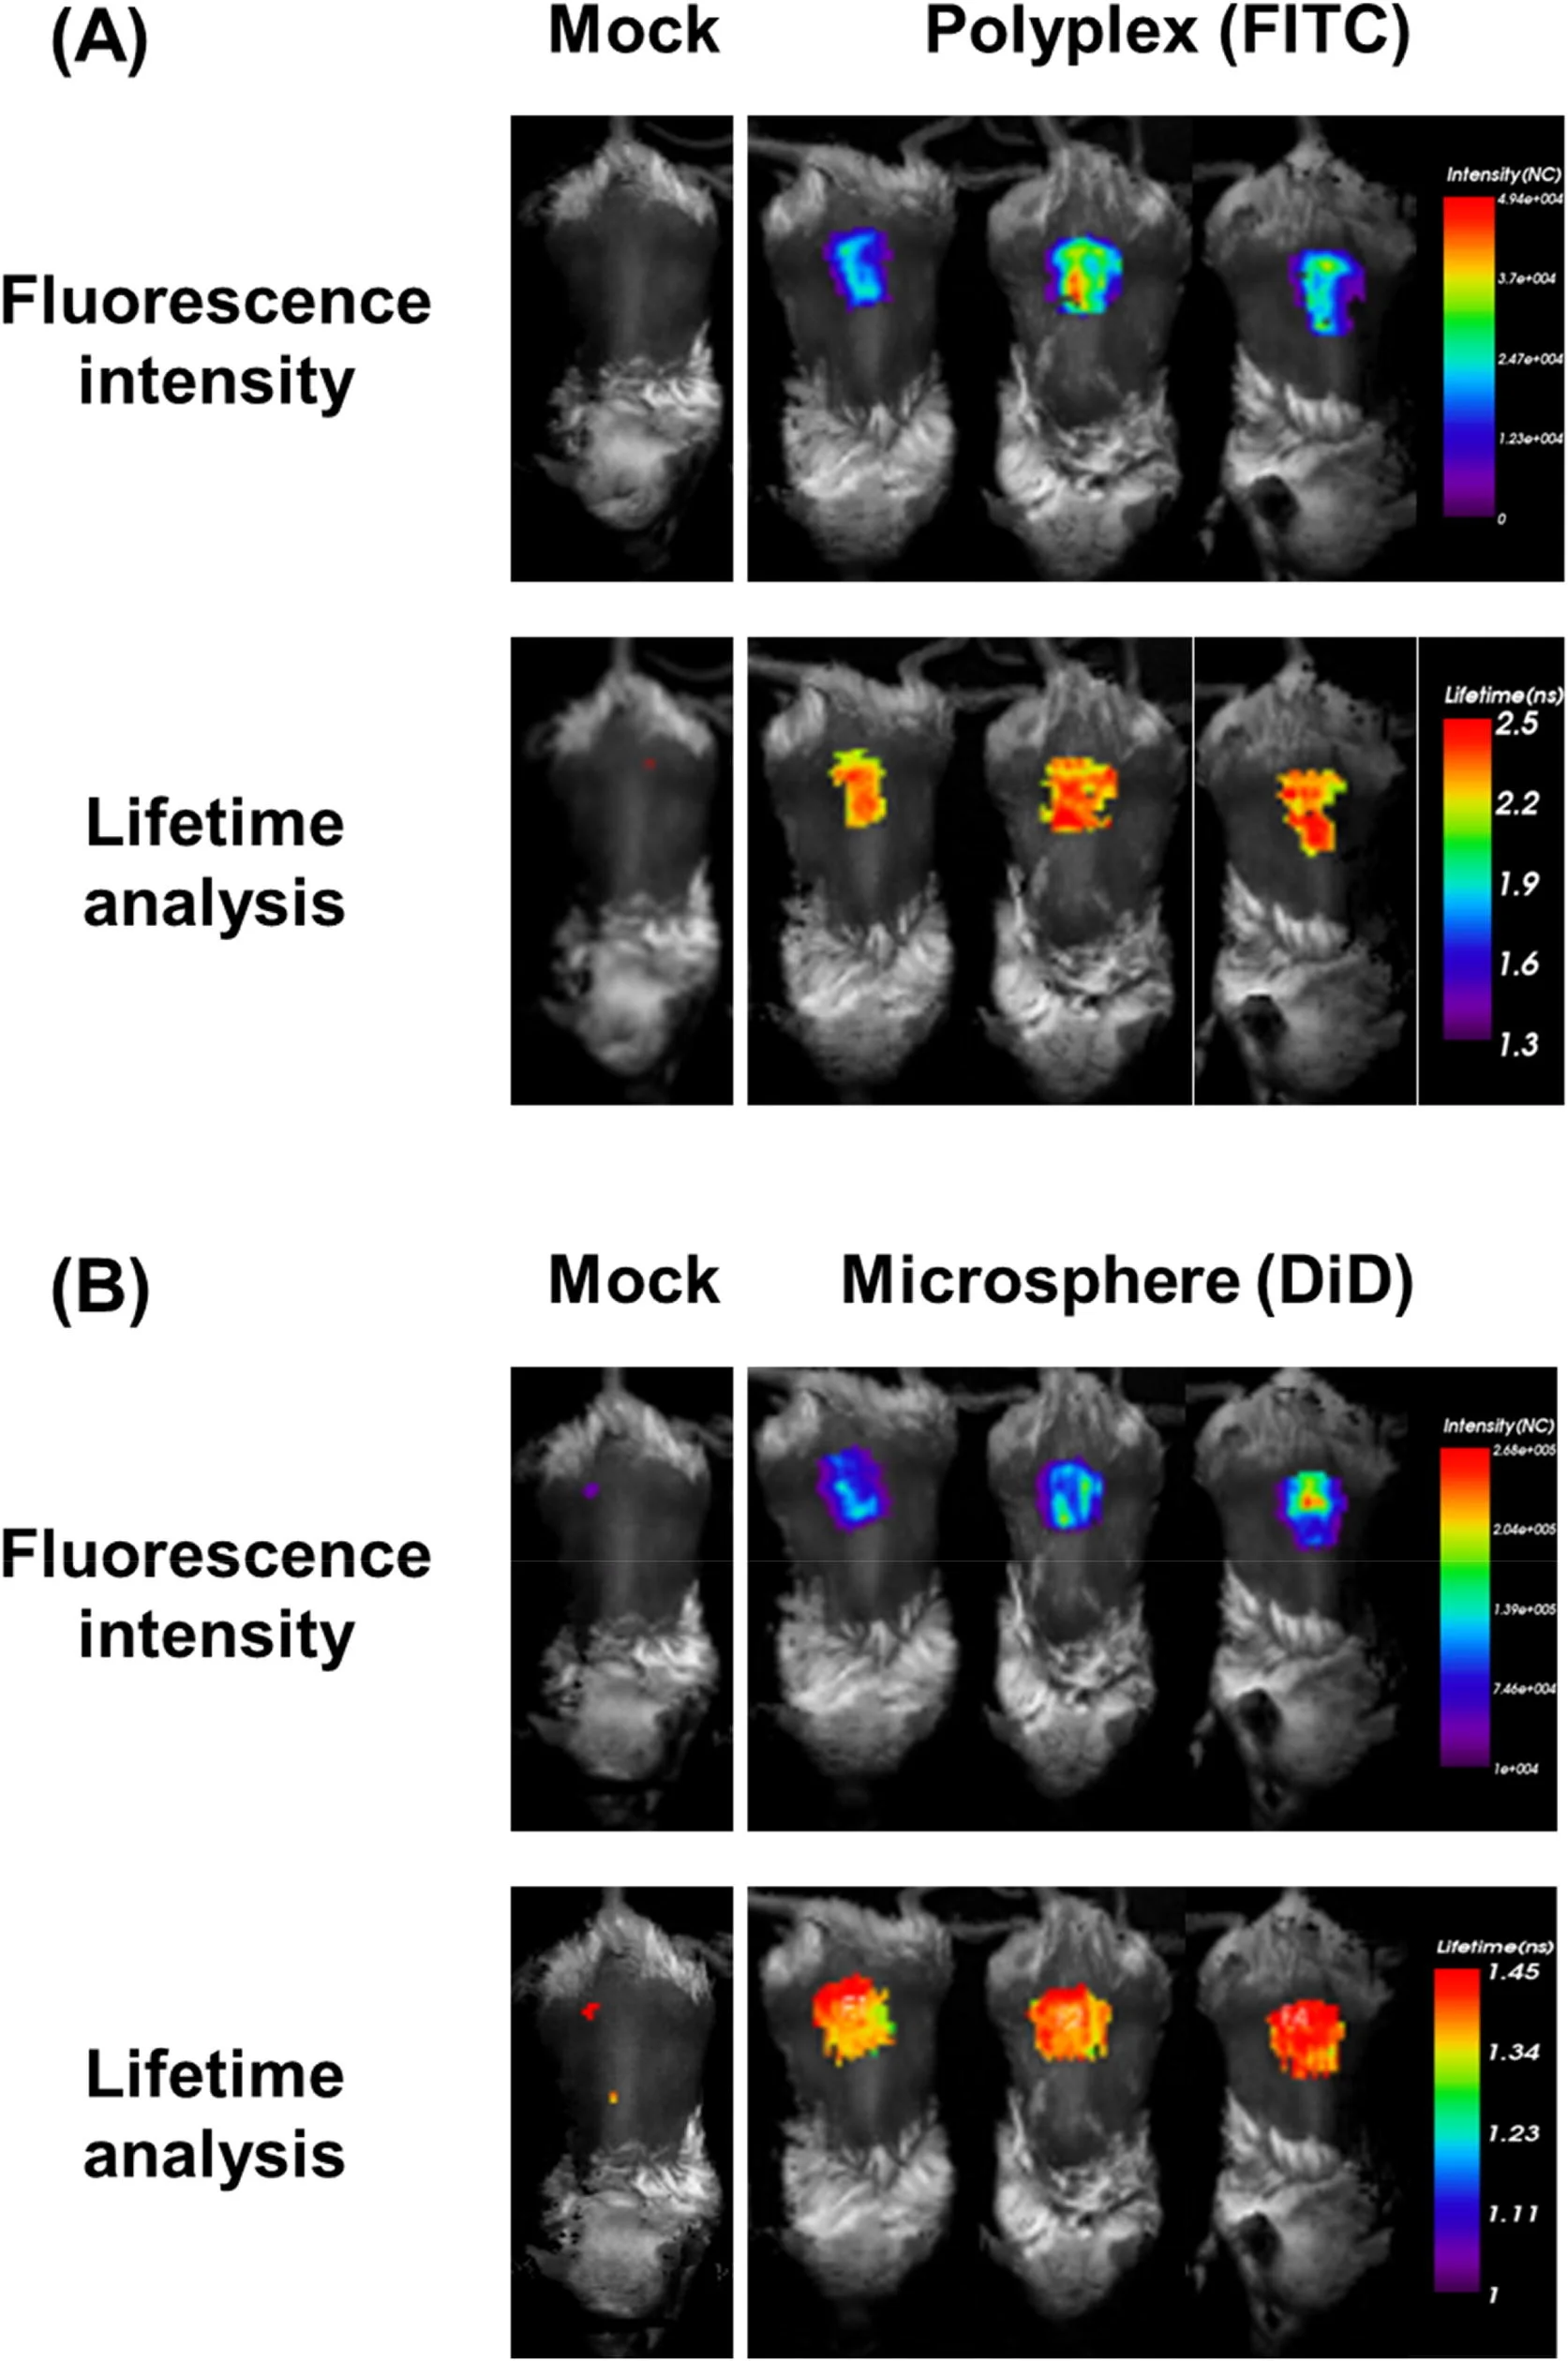 (A)
Mock
Polyplex (FITC)
Fluorescence
intensity
Intensity(NC)
4.94e+004
3.7e+004
2.47e+004
1.23e+004
0
Lifetime
analysis
Lifetime(ns)
2.5
2.2
1.9
1.6
1.3
(B)
Mock
Microsphere (DiD)
Fluorescence
intensity
Intensity(NC)
2.68e+005
2.04e+005
1.39e+005
7.46e+004
1e+004
Lifetime
analysis
Lifetime(ns)
1.45
1.34
1.23
1.11
1